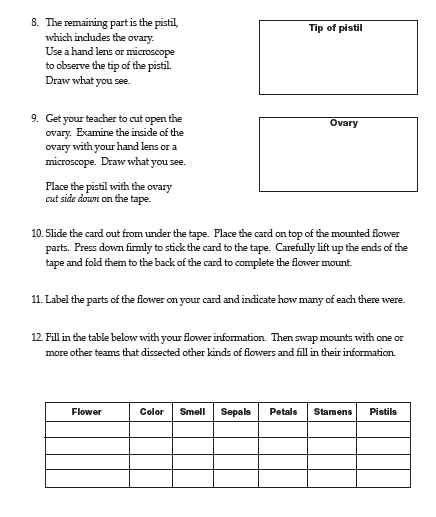 8. The remaining part is the pistil,
which includes the ovary.
Use a hand lens or microscope
to observe the tip of the pistil.
Draw what you see.
Tip of pistil
9. Get your teacher to cut open the
ovary. Examine the inside of the
ovary with your hand lens or a
microscope. Draw what you see.
Place the pistil with the ovary
cut side down on the tape.
Ovary
10. Slide the card out from under the tape. Place the card on top of the mounted flower
parts. Press down firmly to stick the card to the tape. Carefully lift up the ends of the
tape and fold them to the back of the card to complete the flower mount.
11. Label the parts of the flower on your card and indicate how many of each there were.
12. Fill in the table below with your flower information. Then swap mounts with one or
more other teams that dissected other kinds of flowers and fill in their information.
Flower Color Smell Sepals Petals Stamens Pistils